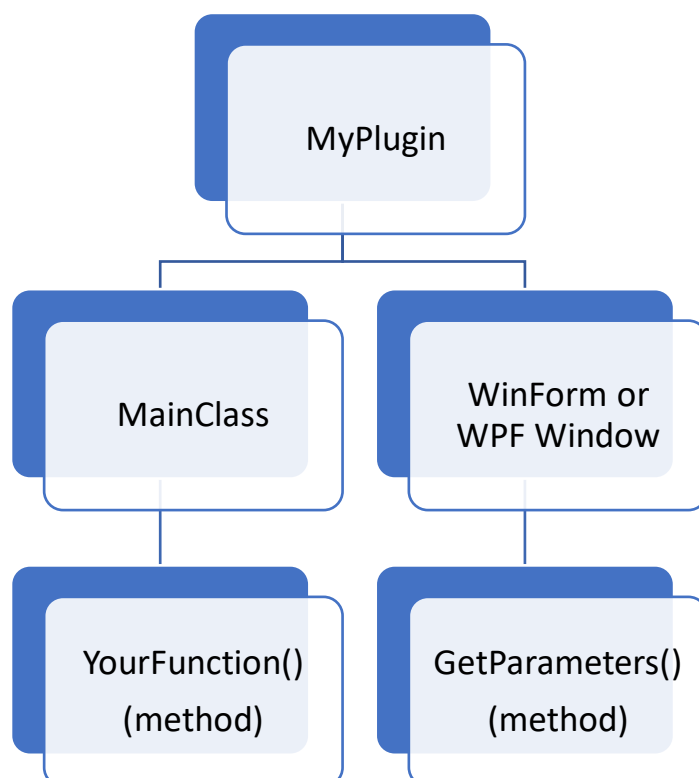 MyPlugin
MainClass
WinForm or
WPF Window
YourFunction()
(method)
GetParameters()
(method)